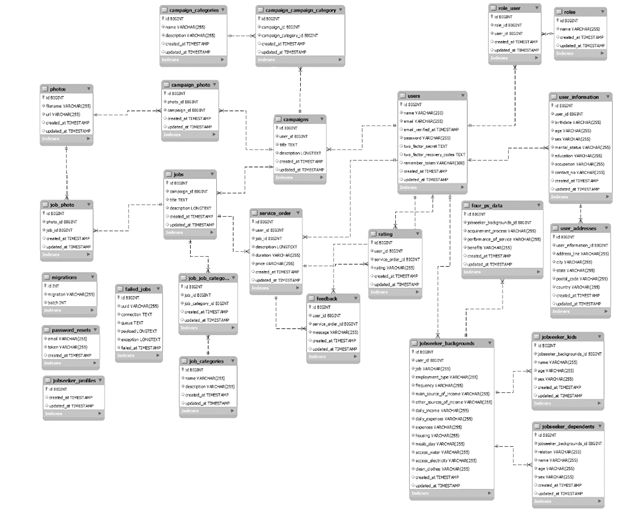 campaign_categories
id BIGINT
name VARCHAR(255)
description VARCHAR(255)
created_at TIMESTAMP
updated_at TIMESTAMP
Indexes
campaign_campaign_category
id BIGINT
campaign_id BIGINT
campaign_category_id BIGINT
created_at TIMESTAMP
updated_at TIMESTAMP
Indexes
role_user
id BIGINT
role_id BIGINT
user_id BIGINT
created_at TIMESTAMP
updated_at TIMESTAMP
Indexes
roles
id BIGINT
name VARCHAR(255)
created_at TIMESTAMP
updated_at TIMESTAMP
Indexes
photos
id BIGINT
filename VARCHAR(255)
url VARCHAR(255)
created_at TIMESTAMP
updated_at TIMESTAMP
Indexes
campaign_photo
id BIGINT
photo_id BIGINT
campaign_id BIGINT
created_at TIMESTAMP
updated_at TIMESTAMP
Indexes
campaigns
id BIGINT
user_id BIGINT
title TEXT
description LONGTEXT
created_at TIMESTAMP
updated_at TIMESTAMP
Indexes
users
id BIGINT
name VARCHAR(255)
email VARCHAR(255)
email_verified_at TIMESTAMP
password VARCHAR(255)
two_factor_secret TEXT
two_factor_recovery_codes TEXT
remember_token VARCHAR(100)
created_at TIMESTAMP
updated_at TIMESTAMP
Indexes
user_information
id BIGINT
user_id BIGINT
birthdate VARCHAR(255)
age VARCHAR(255)
sex VARCHAR(255)
marital_status VARCHAR(255)
education VARCHAR(255)
occupation VARCHAR(255)
contact_no VARCHAR(255)
created_at TIMESTAMP
updated_at TIMESTAMP
Indexes
jobs
id BIGINT
campaign_id BIGINT
title TEXT
description LONGTEXT
created_at TIMESTAMP
updated_at TIMESTAMP
Indexes
job_photo
id BIGINT
photo_id BIGINT
job_id BIGINT
created_at TIMESTAMP
updated_at TIMESTAMP
Indexes
service_order
id BIGINT
user_id BIGINT
job_id BIGINT
description LONGTEXT
duration VARCHAR(255)
price VARCHAR(255)
created_at TIMESTAMP
updated_at TIMESTAMP
Indexes
rating
id BIGINT
user_id BIGINT
service_order_id BIGINT
rating VARCHAR(255)
created_at TIMESTAMP
updated_at TIMESTAMP
Indexes
four_ps_data
id BIGINT
jobseeker_backgrounds_id BIGINT
acquirement_process VARCHAR(255)
performance_of_service VARCHAR(255)
benefits VARCHAR(255)
created_at TIMESTAMP
updated_at TIMESTAMP
Indexes
user_addresses
id BIGINT
user_information_id BIGINT
address_line VARCHAR(255)
city VARCHAR(255)
state VARCHAR(255)
postal_code VARCHAR(255)
country VARCHAR(255)
created_at TIMESTAMP
updated_at TIMESTAMP
Indexes
migrations
id INT
migration VARCHAR(255)
batch INT
Indexes
failed_jobs
id BIGINT
uuid VARCHAR(255)
connection TEXT
queue TEXT
payload LONGTEXT
exception LONGTEXT
failed_at TIMESTAMP
Indexes
job_job_catego...
id BIGINT
job_id BIGINT
job_category_id BIGINT
created_at TIMESTAMP
updated_at TIMESTAMP
Indexes
feedback
id BIGINT
user_id BIGINT
service_order_id BIGINT
message VARCHAR(255)
created_at TIMESTAMP
updated_at TIMESTAMP
Indexes
password_resets
email VARCHAR(255)
token VARCHAR(255)
created_at TIMESTAMP
Indexes
jobseeker_profiles
id BIGINT
created_at TIMESTAMP
updated_at TIMESTAMP
Indexes
job_categories
id BIGINT
name VARCHAR(255)
description VARCHAR(255)
created_at TIMESTAMP
updated_at TIMESTAMP
Indexes
jobseeker_backgrounds
id BIGINT
user_id BIGINT
job VARCHAR(255)
employment_type VARCHAR(255)
frequency VARCHAR(255)
main_source_of_income VARCHAR(255)
other_sources_of_income VARCHAR(255)
daily_income VARCHAR(255)
daily_expenses VARCHAR(255)
expenses VARCHAR(255)
housing VARCHAR(255)
meals_day VARCHAR(255)
access_water VARCHAR(255)
access_electricity VARCHAR(255)
clean_clothes VARCHAR(255)
created_at TIMESTAMP
updated_at TIMESTAMP
Indexes
jobseeker_kids
id BIGINT
jobseeker_backgrounds_id BIGINT
name VARCHAR(255)
age VARCHAR(255)
sex VARCHAR(255)
created_at TIMESTAMP
updated_at TIMESTAMP
Indexes
jobseeker_dependents
id BIGINT
jobseeker_backgrounds_id BIGINT
relation VARCHAR(255)
name VARCHAR(255)
age VARCHAR(255)
sex VARCHAR(255)
created_at TIMESTAMP
updated_at TIMESTAMP
Indexes